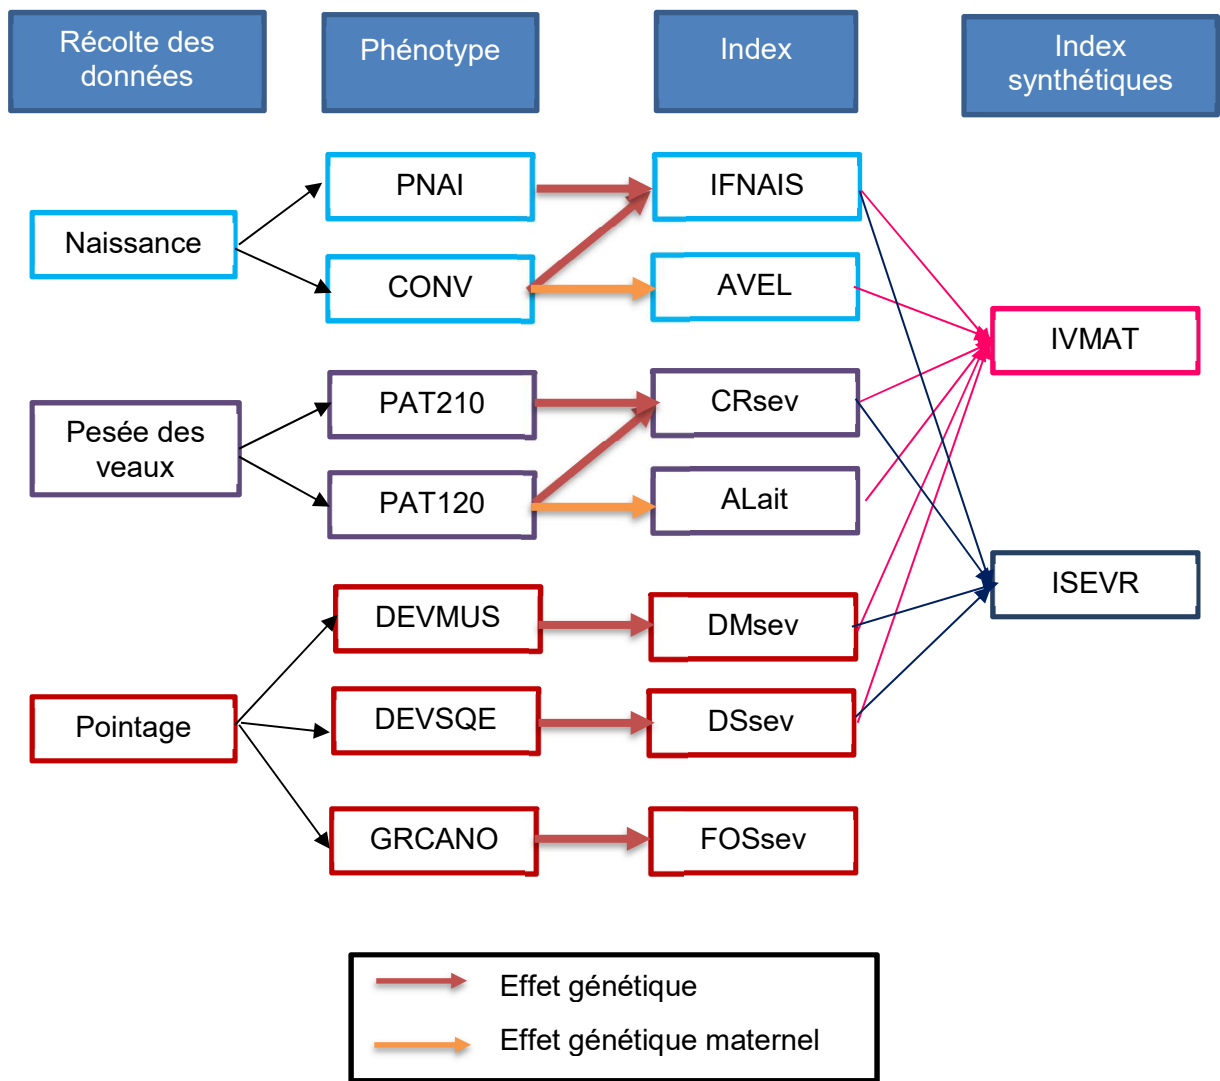 Récolte des
données
Phénotype
Index
Index
synthétiques
PNAI
IFNAIS
Naissance
CONV
AVEL
IVMAT
PAT210
CRsev
Pesée des
veaux
PAT120
ALait
ISEVR
DEVMUS
DMsev
Pointage
DEVSQE
DSsev
GRCANO
FOSsev
Effet génétique
Effet génétique maternel